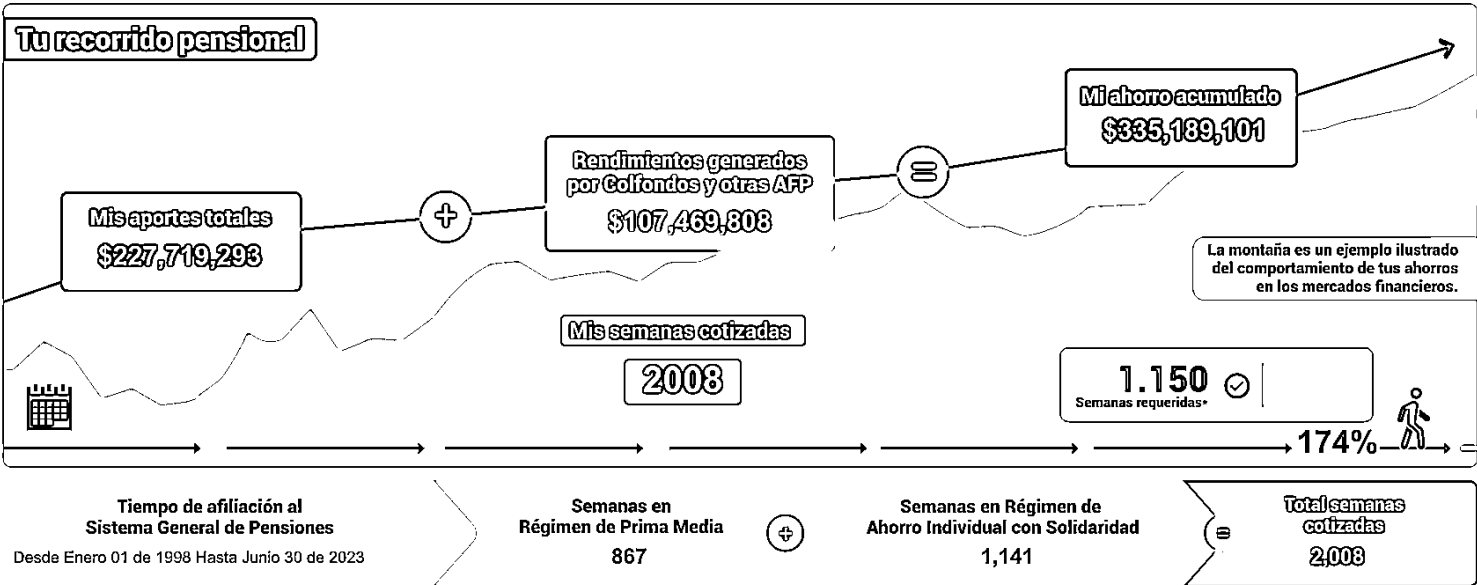 Tu recorrido pensional
Mis aportes totales
$227,719,293
+
Rendimientos generados
por Colfondos y otras AFP
$107,469,808
=
Mi ahorro acumulado
$335,189,101
La montaña es un ejemplo ilustrado
del comportamiento de tus ahorros
en los mercados financieros.
Mis semanas cotizadas
2008
1.150
Semanas requeridas*
174%
Tiempo de afiliación al
Sistema General de Pensiones
Desde Enero 01 de 1998 Hasta Junio 30 de 2023
Semanas en
Régimen de Prima Media
867
+
Semanas en Régimen de
Ahorro Individual con Solidaridad
1,141
=
Total semanas
cotizadas
2,008